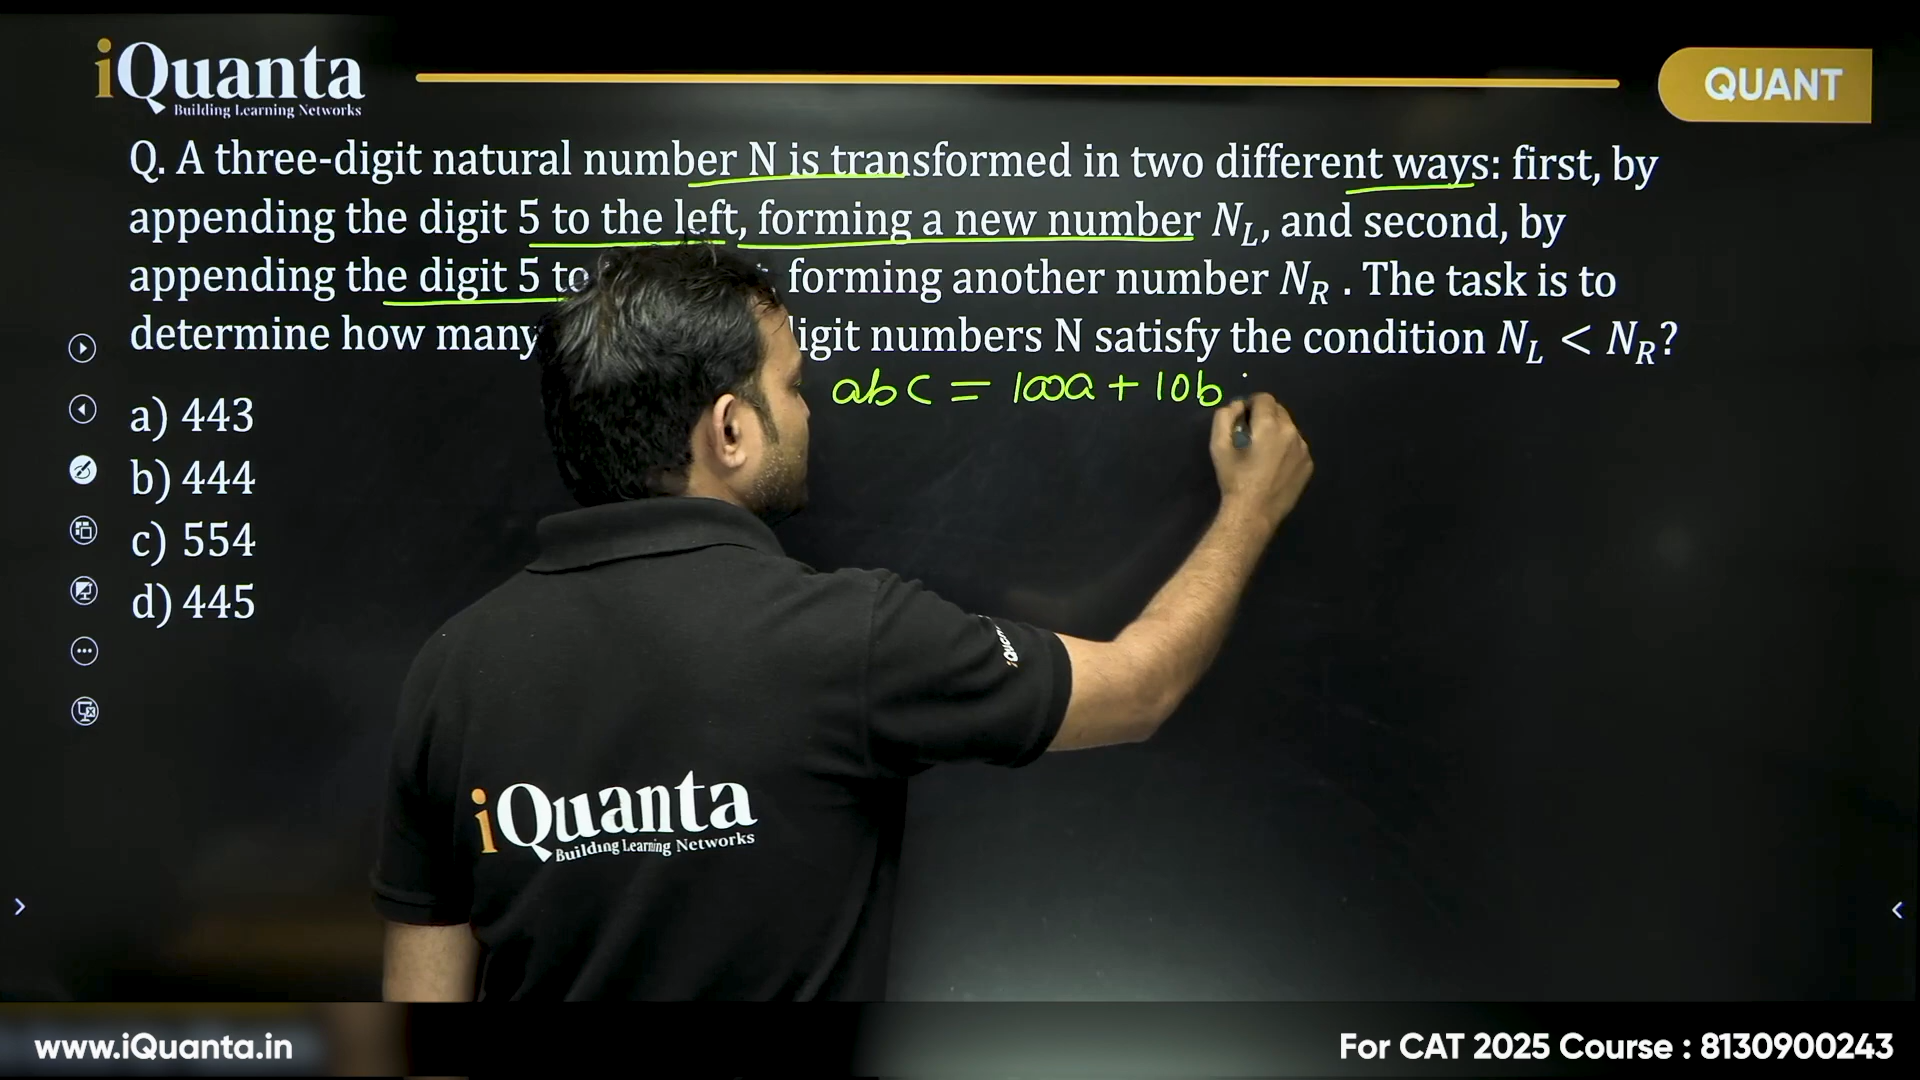 iQuanta
Building Learning Networks
QUANT
Q. A three-digit natural number N is transformed in two different ways: first, by
appending the digit 5 to the left, forming a new number N_L, and second, by
appending the digit 5 to forming another number N_R . The task is to
determine how many digit numbers N satisfy the condition N_L < N_R?
abc = 100a + 10b
a) 443
b) 444
c) 554
d) 445
iQuanta
Building Learning Networks
www.iQuanta.in
For CAT 2025 Course : 8130900243